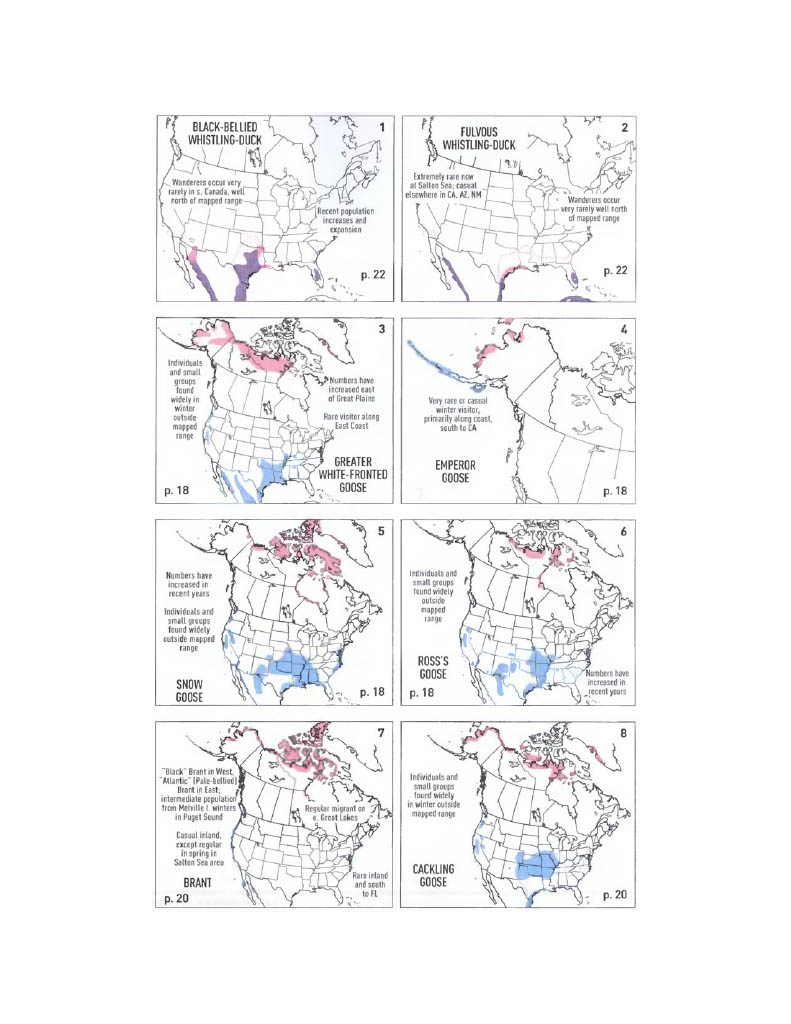 1
BLACK-BELLIED
WHISTLING-DUCK
Wanderers occur very
rarely in s. Canada, well
north of mapped range
Recent population
increases and
expansion
p. 22
2
FULVOUS
WHISTLING-DUCK
Extremely rare now
at Salton Sea; casual
elsewhere in CA, AZ, NM
Wanderers occur
very rarely well north
of mapped range
p. 22
3
Individuals
and small
groups
found
widely in
winter
outside
mapped
range
Numbers have
increased east
of Great Plains
Rare visitor along
East Coast
GREATER
WHITE-FRONTED
GOOSE
p. 18
4
Very rare or casual
winter visitor,
primarily along coast,
south to CA
EMPEROR
GOOSE
p. 18
5
Numbers have
increased in
recent years
Individuals and
small groups
found widely
outside mapped
range
SNOW
GOOSE
p. 18
6
Individuals and
small groups
found widely
outside
mapped
range
ROSS'S
GOOSE
p. 18
Numbers have
increased in
recent years
7
"Black" Brant in West,
"Atlantic" (Pale-bellied)
Brant in East;
intermediate population
from Melville I. winters
in Puget Sound
Casual inland,
except regular
in spring in
Salton Sea area
BRANT
p. 20
Regular migrant on
e. Great Lakes
Rare inland
and south
to FL
8
Individuals and
small groups
found widely
in winter outside
mapped range
CACKLING
GOOSE
p. 20